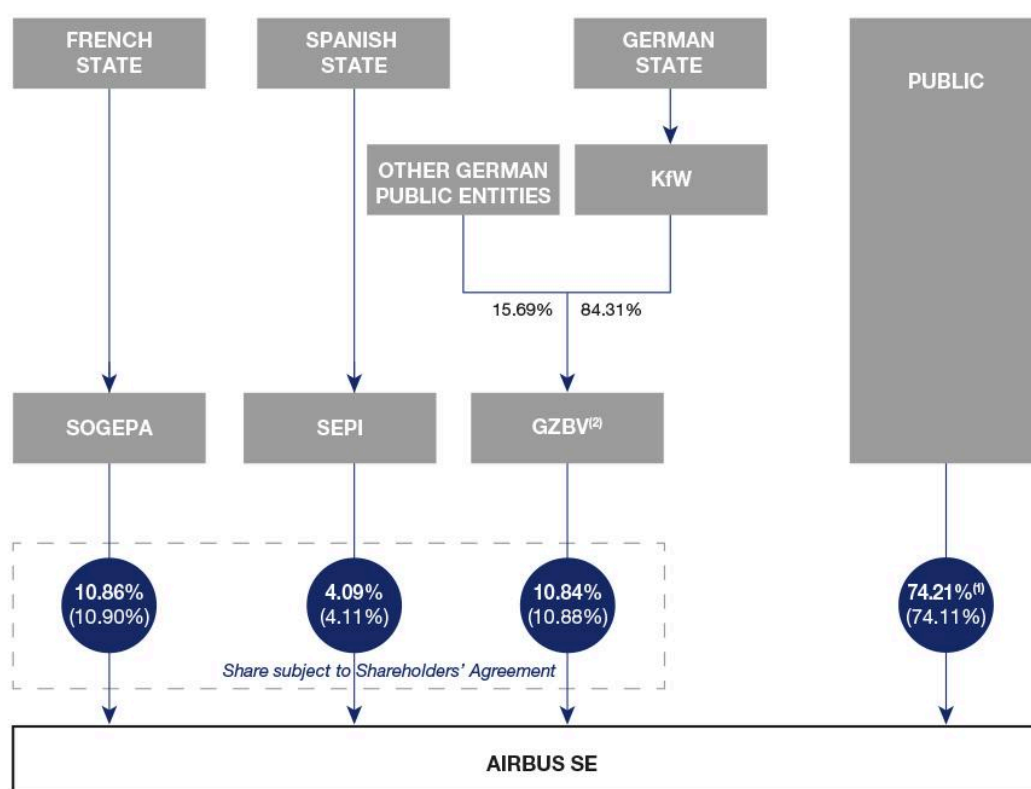 FRENCH
STATE
SPANISH
STATE
GERMAN
STATE
PUBLIC
OTHER GERMAN
PUBLIC ENTITIES
KfW
15.69%
84.31%
SOGEPA
SEPI
GZBV(2)
10.86%
(10.90%)
4.09%
(4.11%)
10.84%
(10.88%)
74.21%(1)
(74.11%)
Share subject to Shareholders' Agreement
AIRBUS SE